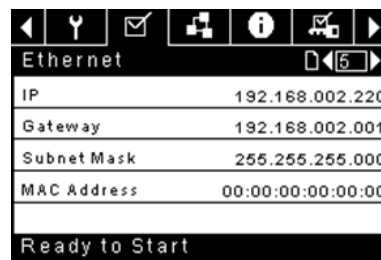 Ethernet 5
IP 192.168.002.220
Gateway 192.168.002.001
Subnet Mask 255.255.255.000
MAC Address 00:00:00:00:00:00
Ready to Start